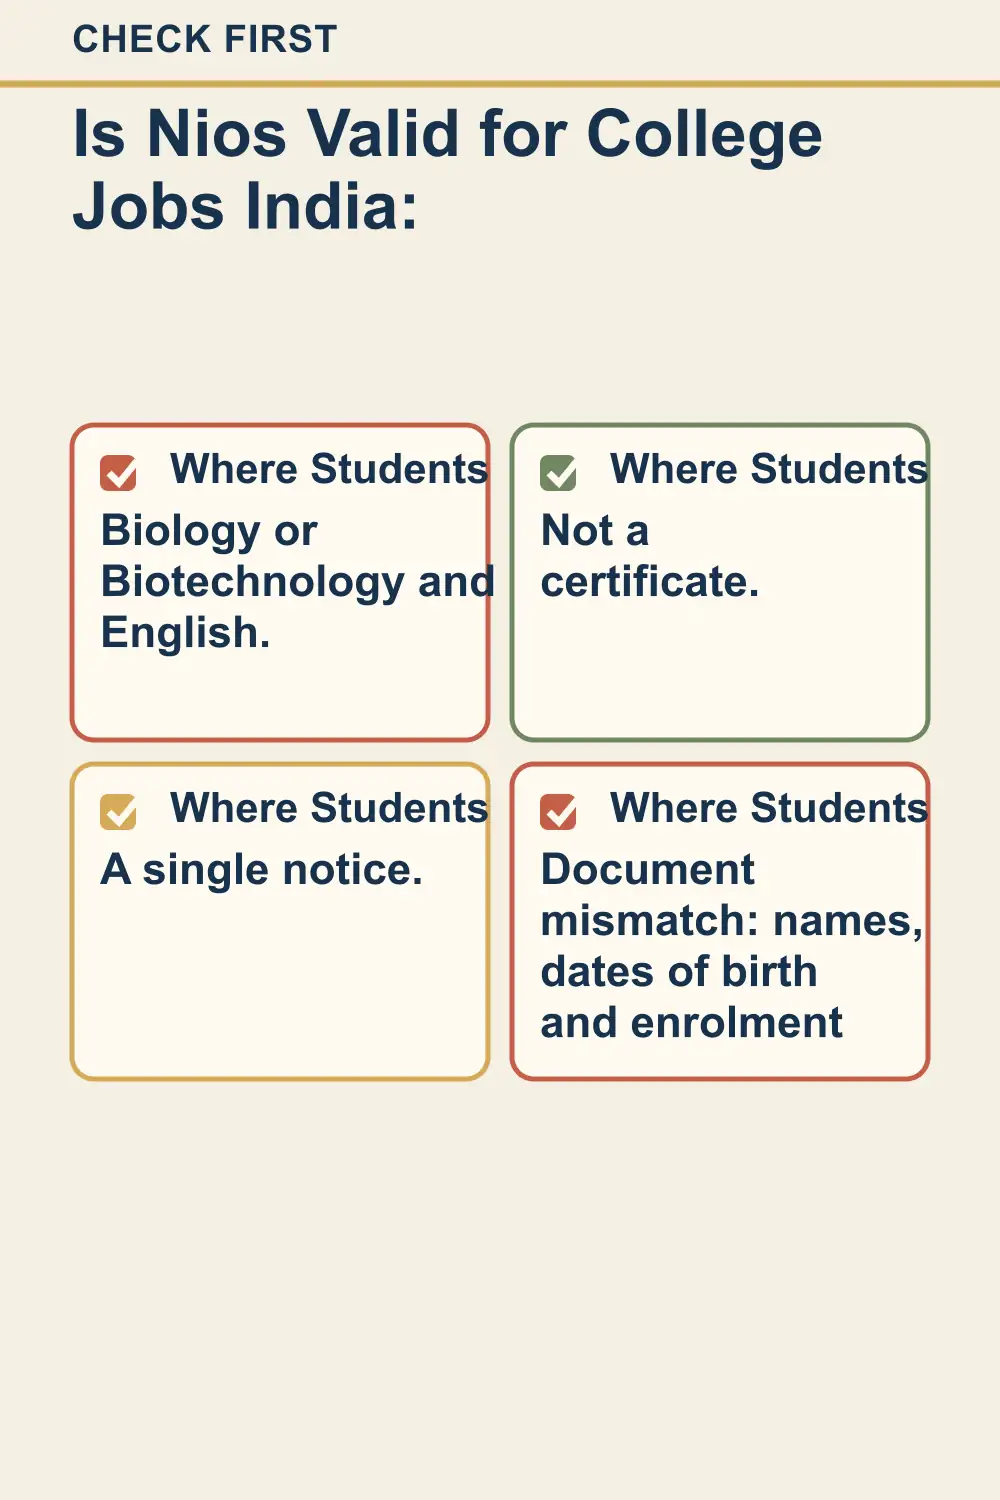 CHECK FIRST
Is Nios Valid for College
Jobs India:
Where Students
Biology or
Biotechnology and
English.
Where Students
Not a
certificate.
Where Students
A single notice.
Where Students
Document
mismatch: names,
dates of birth
and enrolment